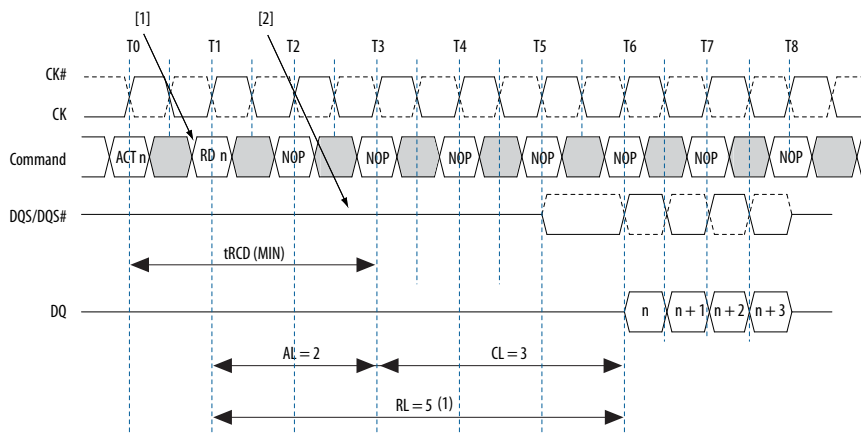 [1] [2]
T0 T1 T2 T3 T4 T5 T6 T7 T8
CK#
CK
Command ACT n RD n NOP NOP NOP NOP NOP NOP NOP
DQS/DQS#
tRCD (MIN)
DQ n n + 1 n + 2 n + 3
AL = 2 CL = 3
RL = 5 (1)